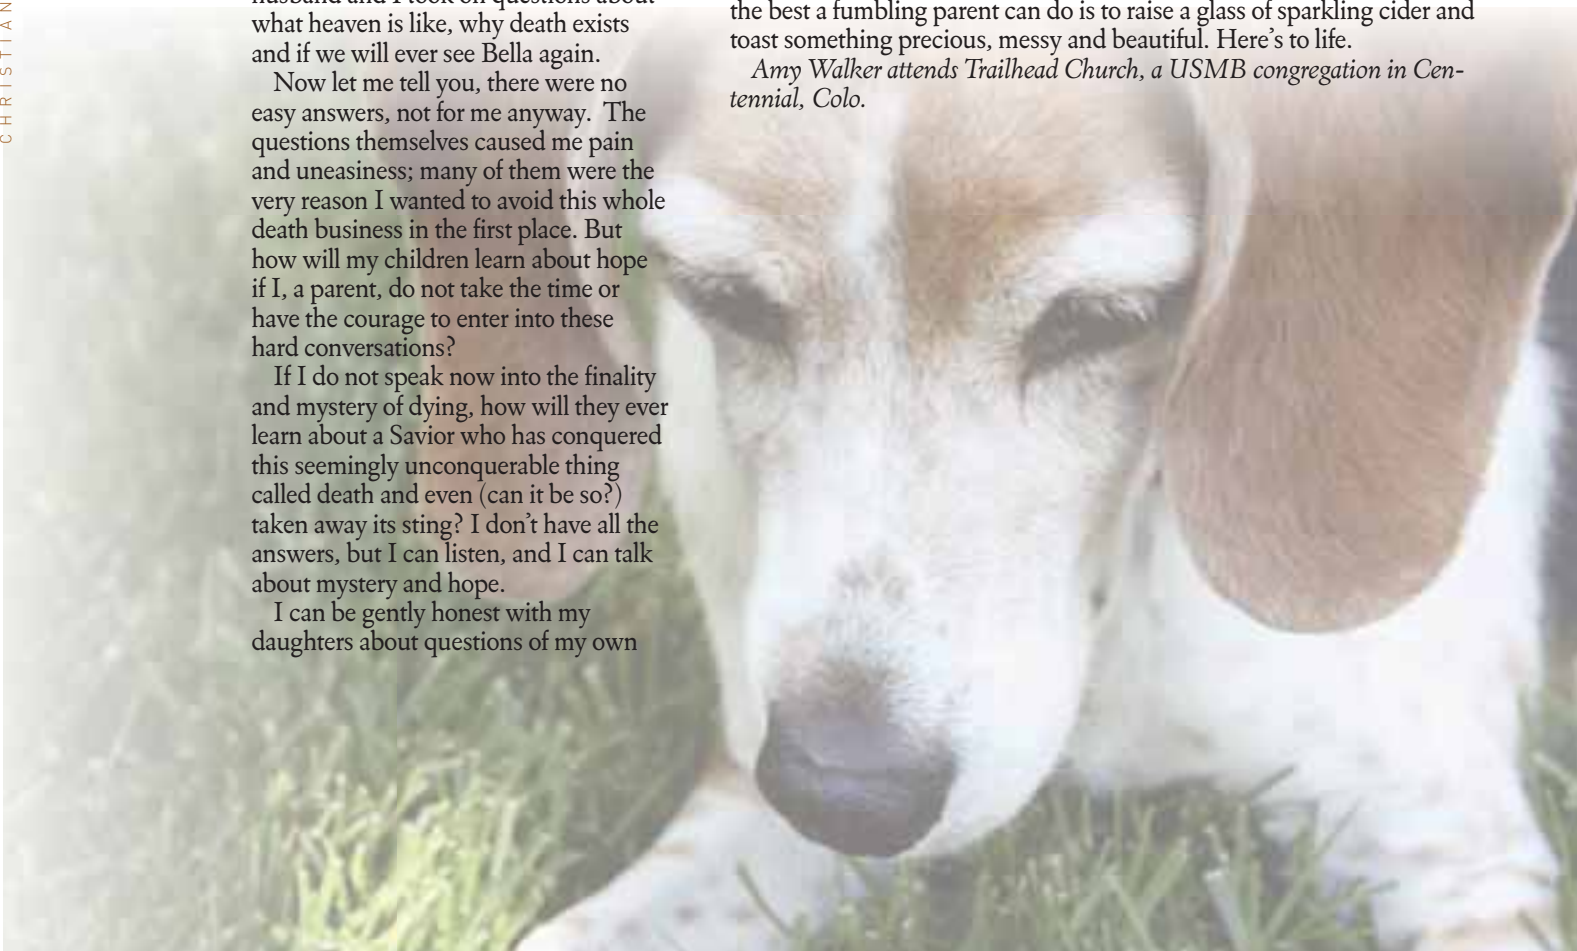 CHRISTIAN
husband and I took on questions about
what heaven is like, why death exists
and if we will ever see Bella again.
Now let me tell you, there were no
easy answers, not for me anyway.  The
questions themselves caused me pain
and uneasiness; many of them were the
very reason I wanted to avoid this whole
death business in the first place. But
how will my children learn about hope
if I, a parent, do not take the time or
have the courage to enter into these
hard conversations?
If I do not speak now into the finality
and mystery of dying, how will they ever
learn about a Savior who has conquered
this seemingly unconquerable thing
called death and even (can it be so?)
taken away its sting? I don’t have all the
answers, but I can listen, and I can talk
about mystery and hope.
I can be gently honest with my
daughters about questions of my own
the best a fumbling parent can do is to raise a glass of sparkling cider and
toast something precious, messy and beautiful. Here’s to life.
Amy Walker attends Trailhead Church, a USMB congregation in Cen-
tennial, Colo.